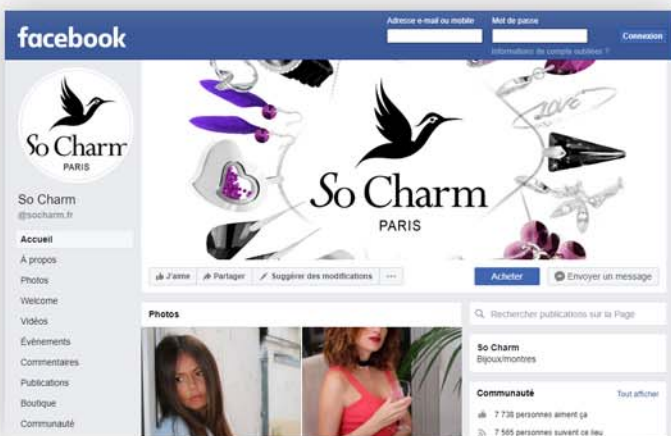 Adresse e-mail ou mobile
Mot de passe
facebook
Connexion
Informations de compte oubliées ?
So Charm
PARIS
So Charm
PARIS
So Charm
@socharm.fr
Accueil
À propos
Photos
Welcome
Vidéos
Évènements
Commentaires
Publications
Boutique
Communauté
LOVE
J'aime
Partager
Suggérer des modifications
...
Acheter
Envoyer un message
Photos
Rechercher publications sur la Page
So Charm
Bijoux/montres
Communauté
Tout afficher
7 738 personnes aiment ça
7 565 personnes suivent ce lieu